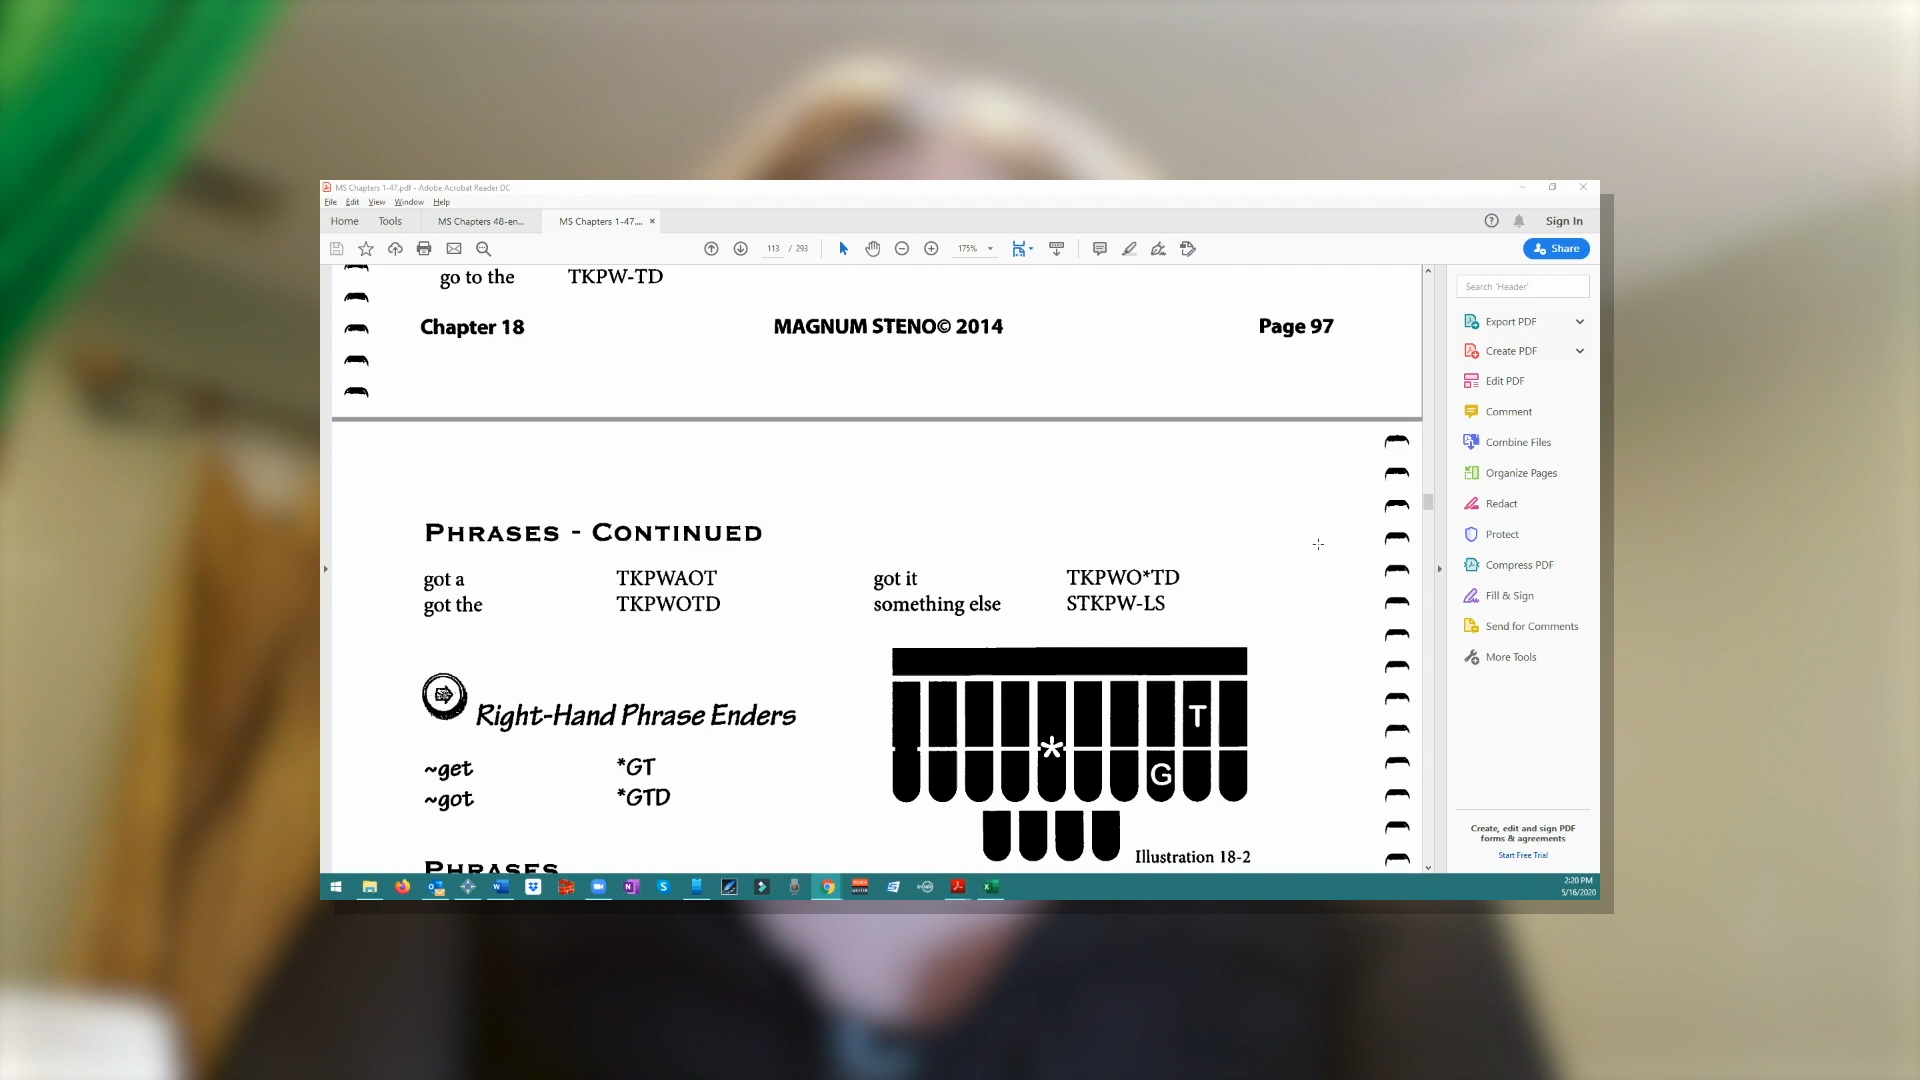 MS Chapters 1-47.pdf - Adobe Acrobat Reader DC
File Edit View Window Help
Home Tools MS Chapters 48-en... MS Chapters 1-47.... × Sign In
113 / 293 175% Share
go to the TKPW-TD
Chapter 18 MAGNUM STENO© 2014 Page 97
PHRASES - CONTINUED
got a TKPWAOT got it TKPWO*TD
got the TKPWOTD something else STKPW-LS
Right-Hand Phrase Enders
~get *GT
~got *GTD
T
*
G
Illustration 18-2
PHRASES
Search 'Header'
Export PDF
Create PDF
Edit PDF
Comment
Combine Files
Organize Pages
Redact
Protect
Compress PDF
Fill & Sign
Send for Comments
More Tools
Create, edit and sign PDF
forms & agreements
Start Free Trial
2:20 PM
5/16/2020